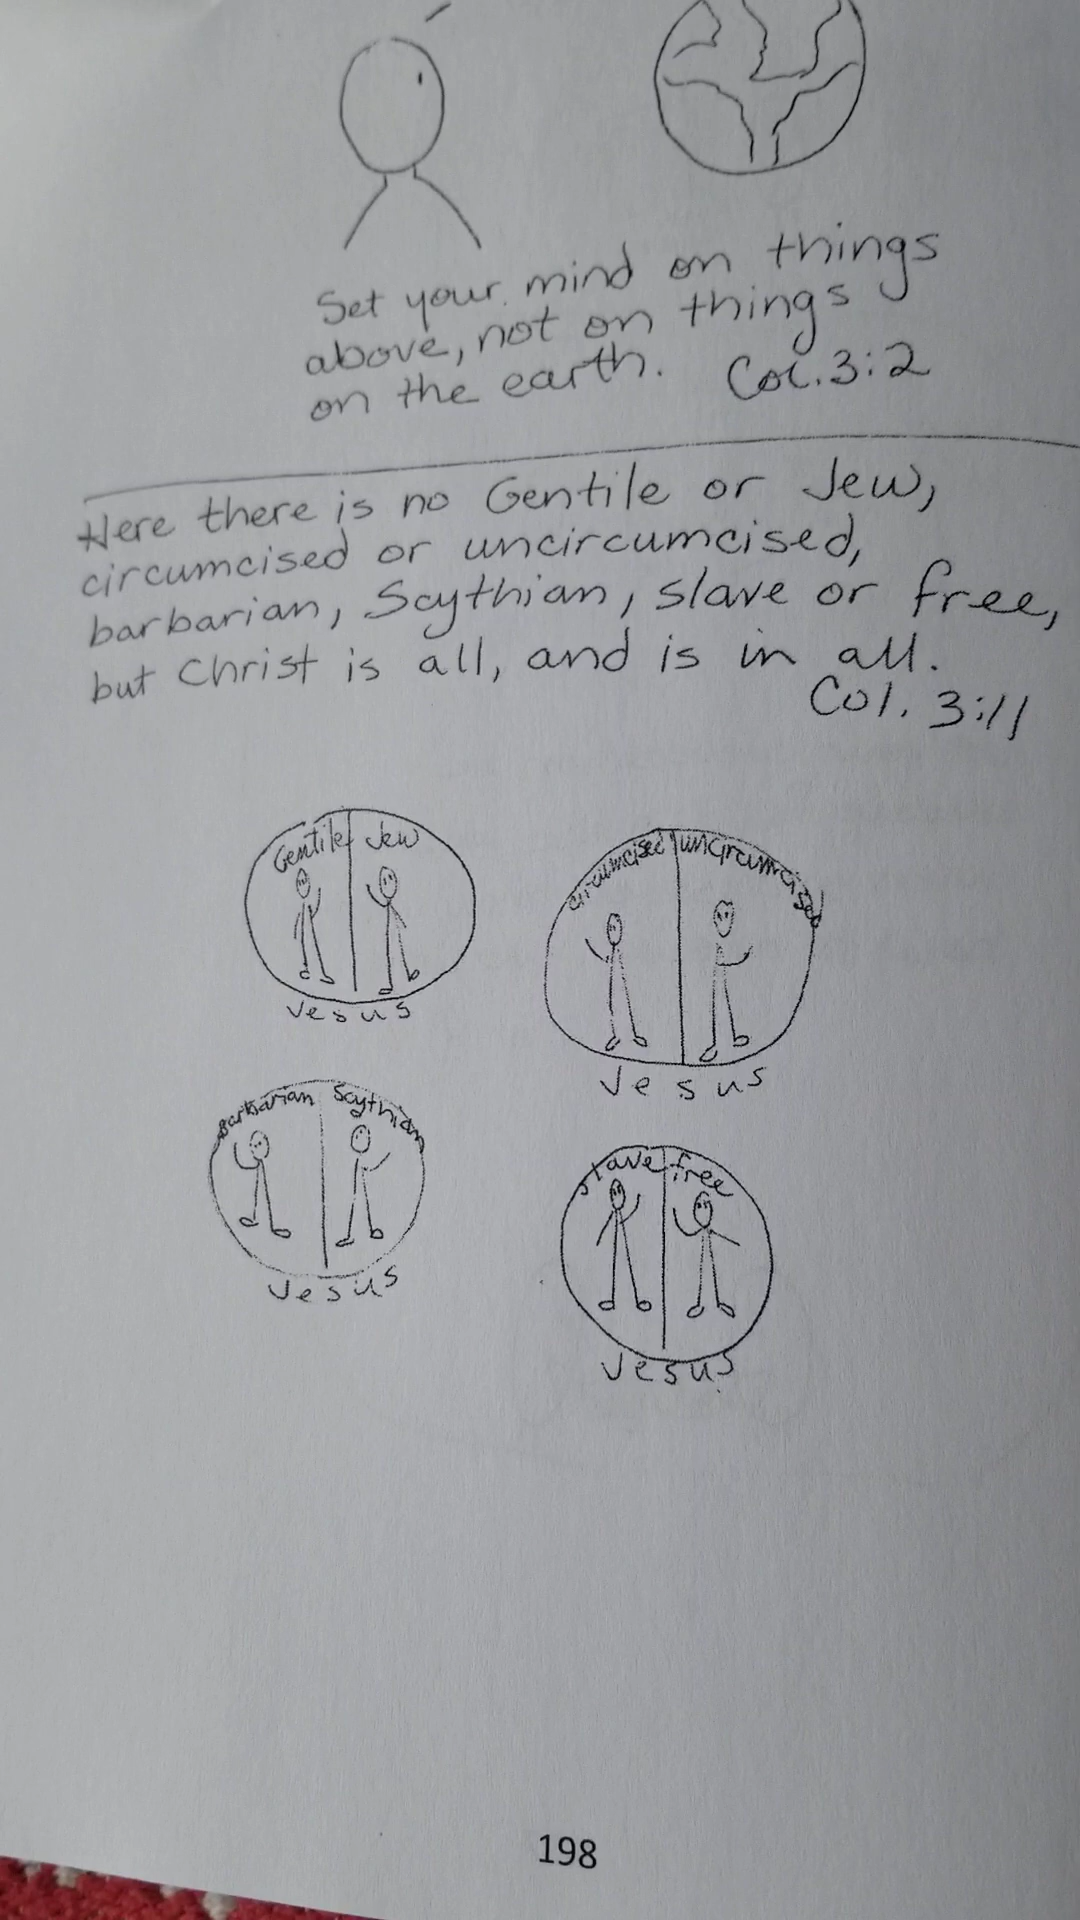 Set your mind on things
above, not on things
on the earth. Col. 3:2
Here there is no Gentile or Jew,
circumcised or uncircumcised,
barbarian, Scythian, slave or free,
but Christ is all, and is in all.
Col. 3:11
Gentile Jew
Jesus
circumcised uncircumcised
Jesus
Barbarian Scythian
Jesus
slave free
Jesus
198